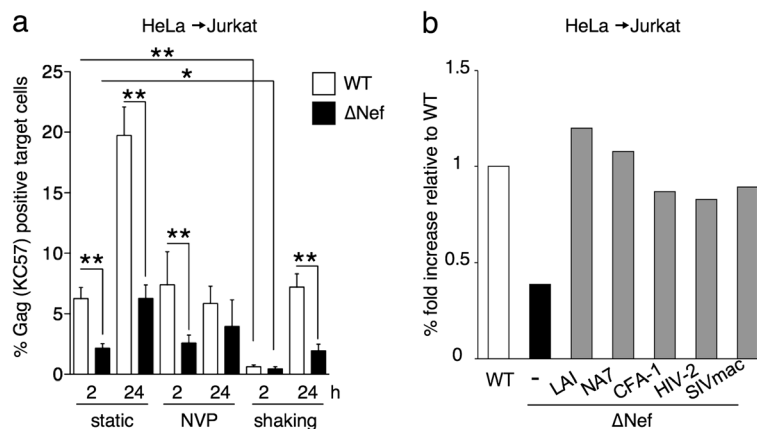 a
HeLa →Jurkat
% Gag (KC57) positive target cells
25
20
15
10
5
0
**
*
**
**
**
**
WT
ΔNef
2 24 2 24 2 24 h
static NVP shaking
b
HeLa →Jurkat
% fold increase relative to WT
1.5
1
0.5
0
WT - LAI NA7 CFA-1 HIV-2 SIVmac
ΔNef